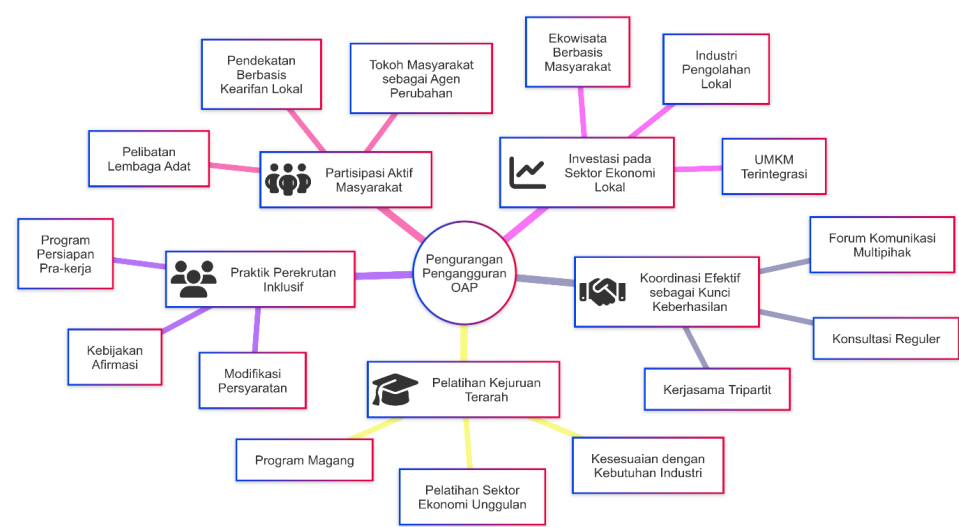 Ekowisata
Berbasis
Masyarakat
Industri
Pengolahan
Lokal
Pendekatan
Berbasis
Kearifan Lokal
Tokoh Masyarakat
sebagai Agen
Perubahan
Pelibatan
Lembaga Adat
Partisipasi Aktif
Masyarakat
Investasi pada
Sektor Ekonomi
Lokal
UMKM
Terintegrasi
Program
Persiapan
Pra-kerja
Praktik Perekrutan
Inklusif
Pengurangan
Pengangguran
OAP
Koordinasi Efektif
sebagai Kunci
Keberhasilan
Forum Komunikasi
Multipihak
Konsultasi Reguler
Kebijakan
Afirmasi
Modifikasi
Persyaratan
Pelatihan Kejuruan
Terarah
Kerjasama Tripartit
Program Magang
Pelatihan Sektor
Ekonomi Unggulan
Kesesuaian dengan
Kebutuhan Industri